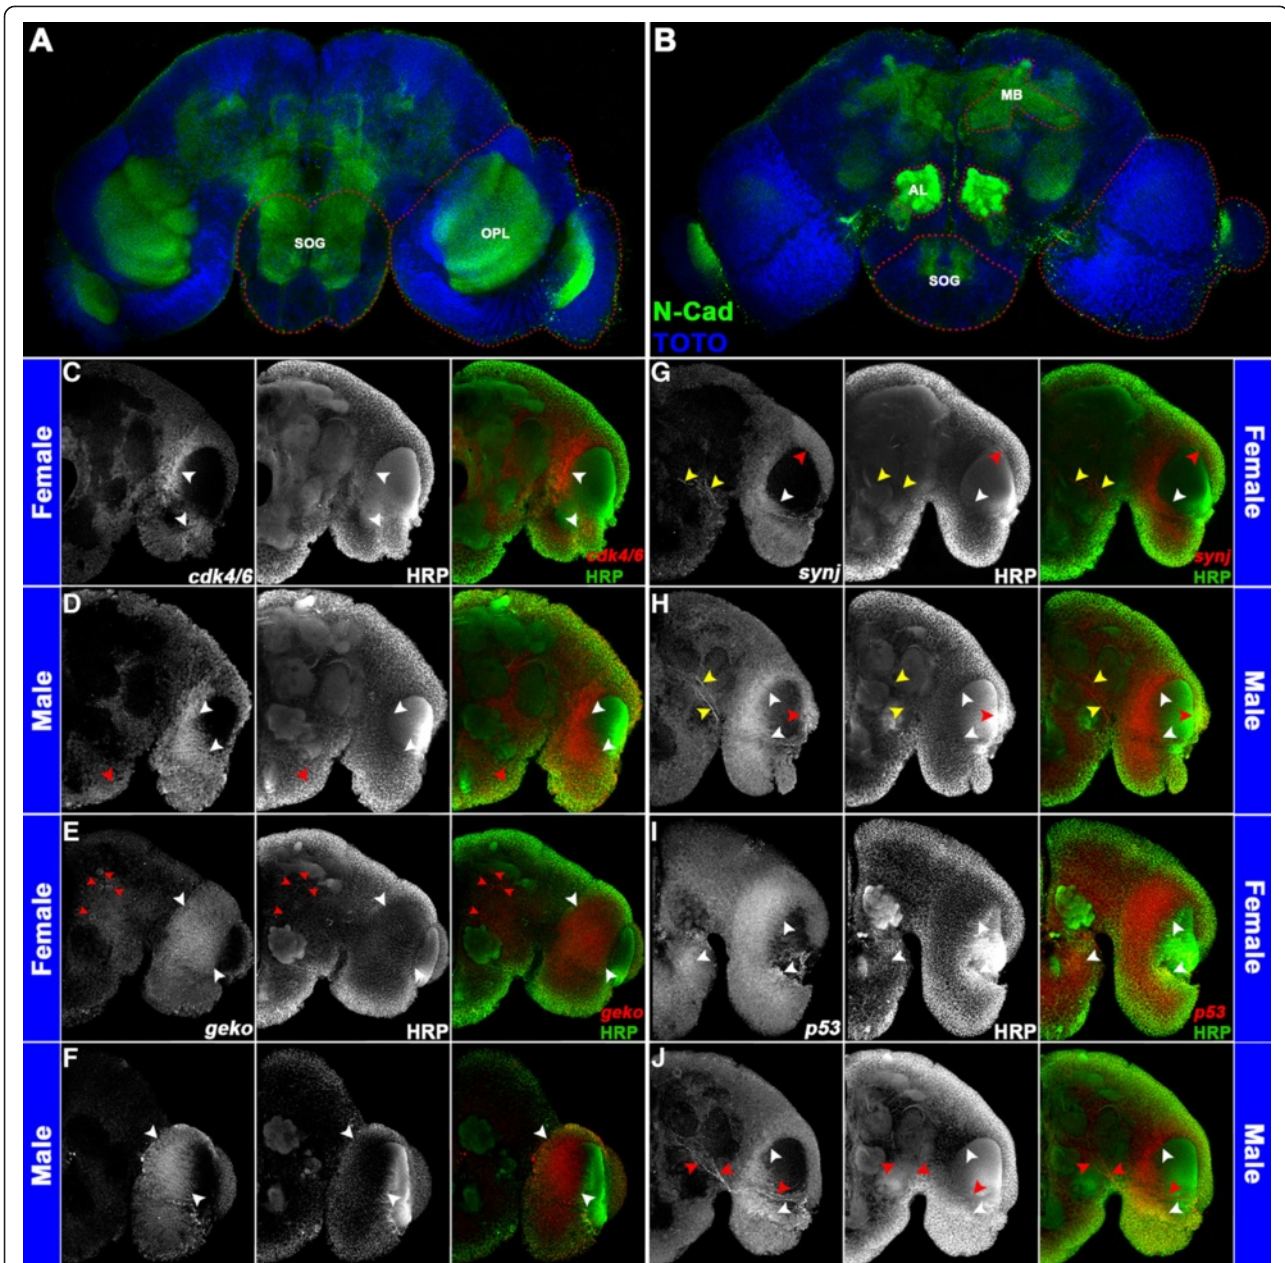 A
B
MB
AL
SOG
OPL
SOG
N-Cad
TOTO
Female
C
cdk4/6
HRP
cdk4/6
HRP
G
synj
HRP
synj
HRP
Female
Male
D
H
Male
Female
E
geko
HRP
geko
HRP
I
p53
HRP
p53
HRP
Female
Male
F
J
Male